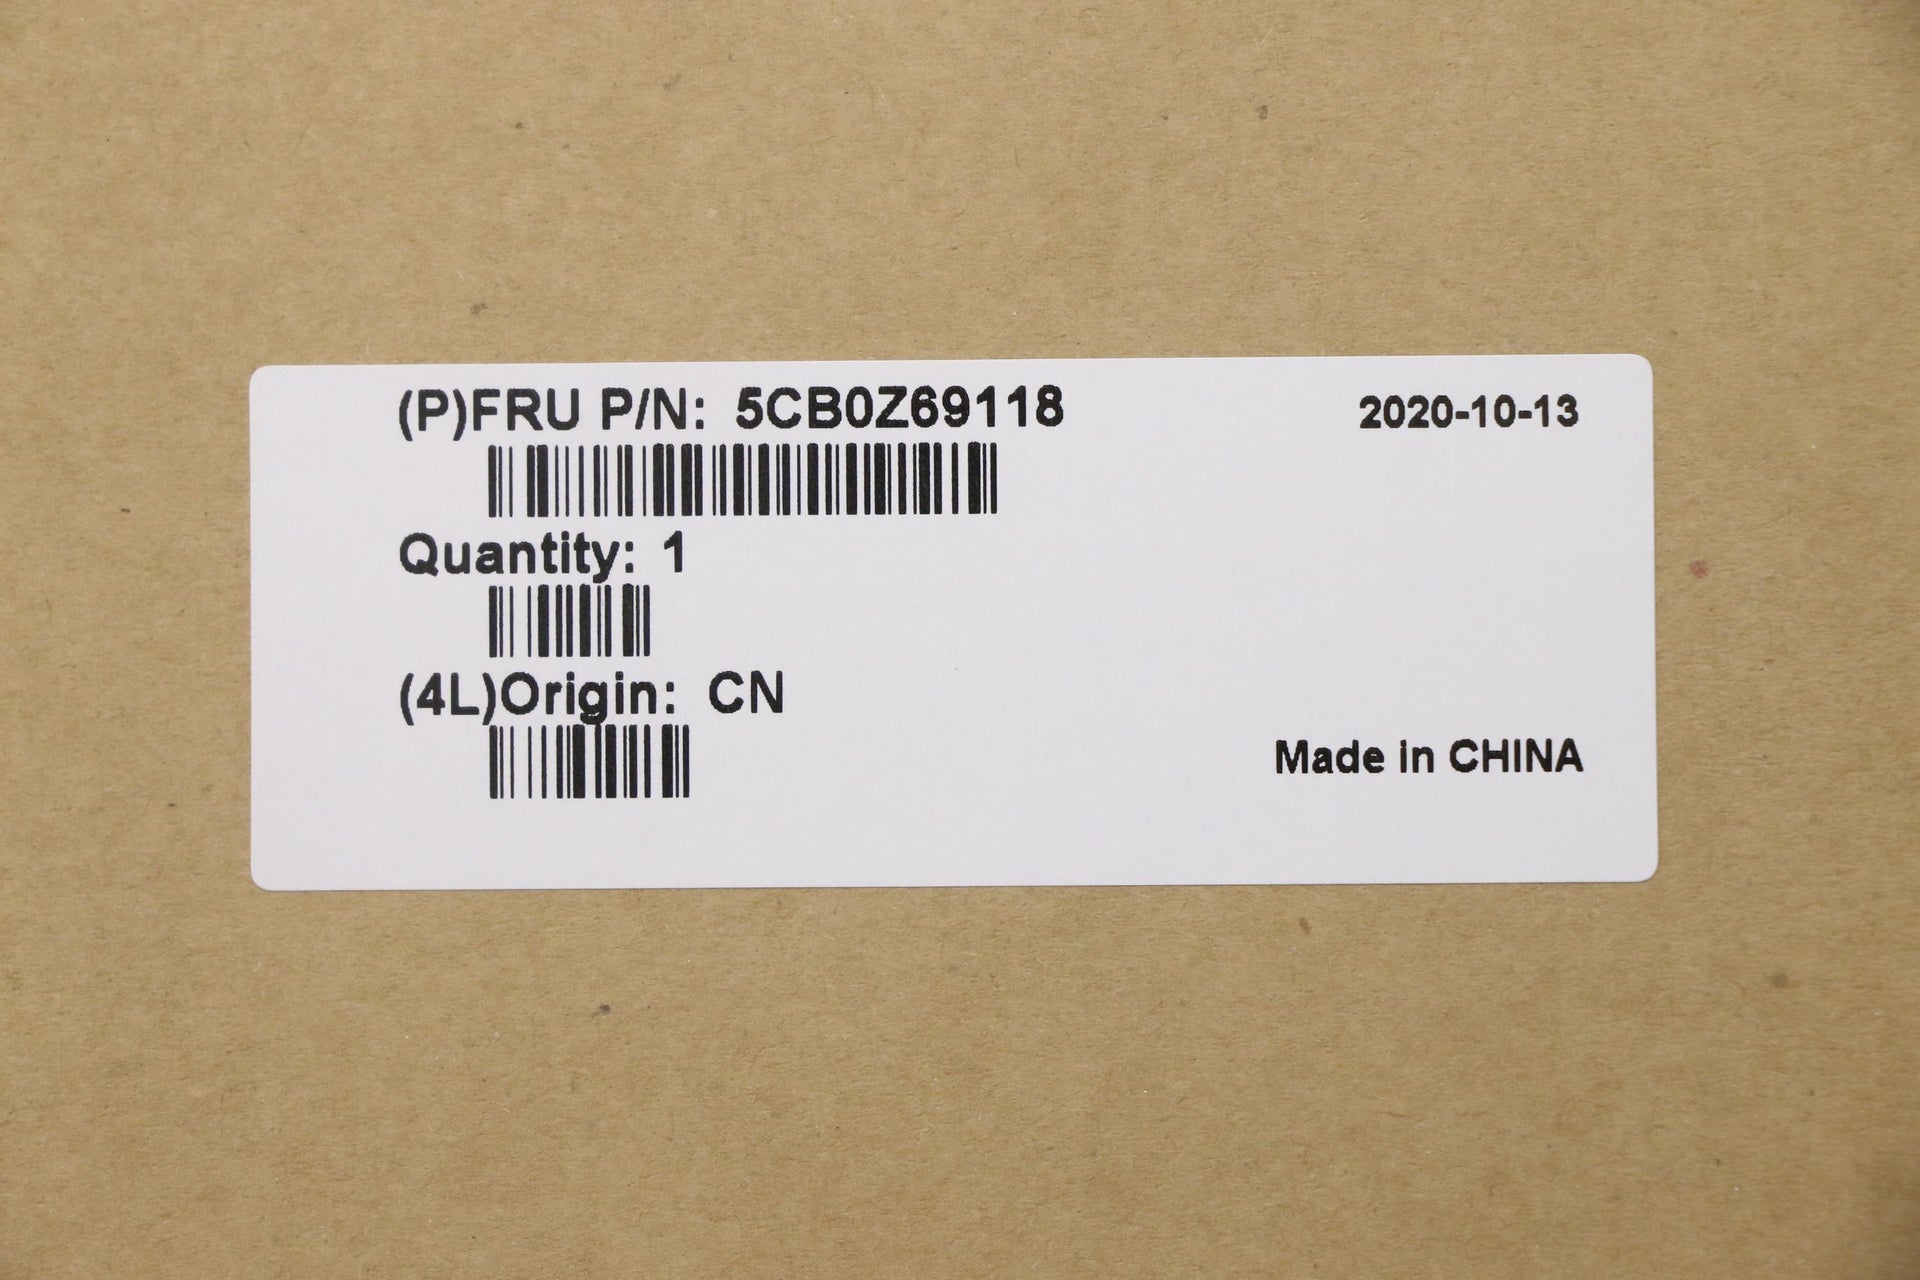 (P)FRU P/N: 5CB0Z69118
2020-10-13
Quantity: 1
(4L)Origin: CN
Made in CHINA